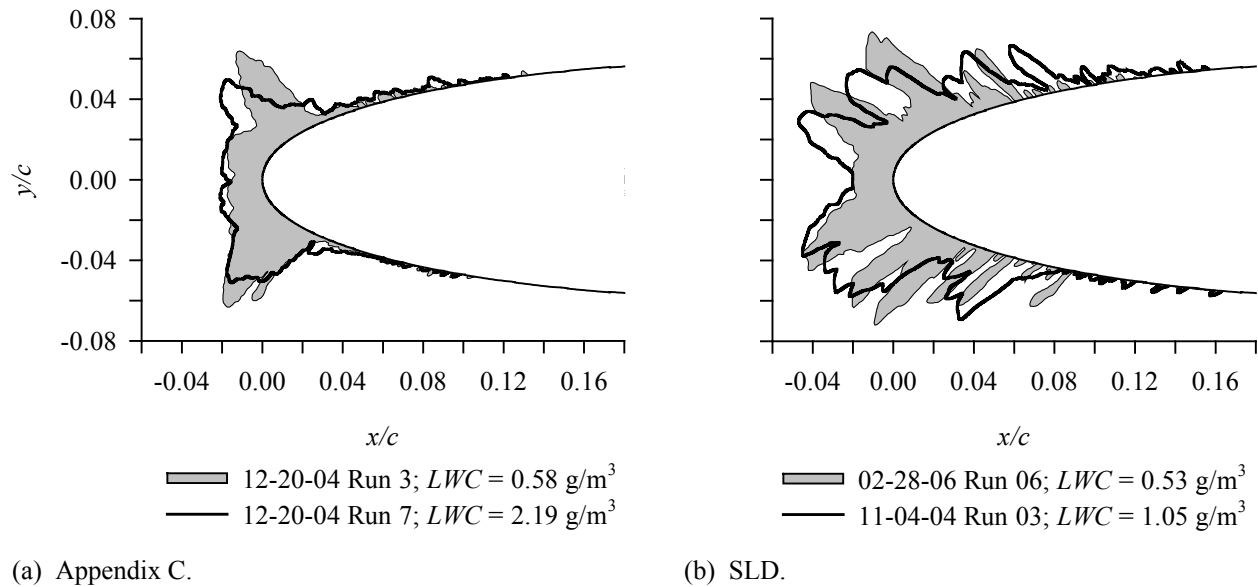 0.08
0.04
0.00
-0.04
-0.08
y/c
-0.04 0.00 0.04 0.08 0.12 0.16
x/c
12-20-04 Run 3; LWC = 0.58 g/m³
12-20-04 Run 7; LWC = 2.19 g/m³
(a) Appendix C.
-0.04 0.00 0.04 0.08 0.12 0.16
x/c
02-28-06 Run 06; LWC = 0.53 g/m³
11-04-04 Run 03; LWC = 1.05 g/m³
(b) SLD.